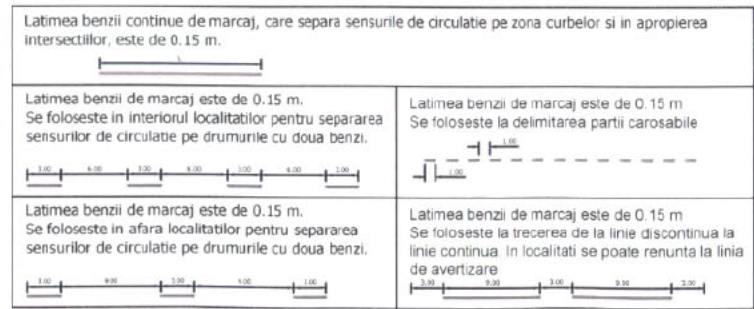 Latimea benzii continue de marcaj, care separa sensurile de circulatie pe zona curbelor si in apropierea
intersectiilor, este de 0.15 m.
L
Latimea benzii de marcaj este de 0.15 m.
Se foloseste in interiorul localitatilor pentru separarea
sensurilor de circulatie pe drumurile cu doua benzi.
3.00 6.00 3.00 6.00 3.00 6.00 3.00
Latimea benzii de marcaj este de 0.15 m
Se foloseste la delimitarea partii carosabile
1.00
1.00
Latimea benzii de marcaj este de 0.15 m.
Se foloseste in afara localitatilor pentru separarea
sensurilor de circulatie pe drumurile cu doua benzi.
3.00 9.00 3.00 3.00
Latimea benzii de marcaj este de 0.15 m
Se foloseste la trecerea de la linie discontinua la
linie continua. In localitati se poate renunta la linia
de avertizare
3.00 9.00 3.00 9.00 3.00